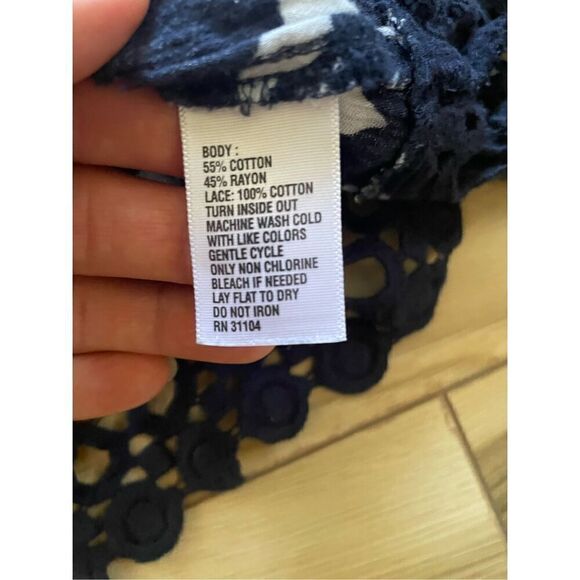 BODY :
55% COTTON
45% RAYON
LACE: 100% COTTON
TURN INSIDE OUT
MACHINE WASH COLD
WITH LIKE COLORS
GENTLE CYCLE
ONLY NON CHLORINE
BLEACH IF NEEDED
LAY FLAT TO DRY
DO NOT IRON
RN 31104